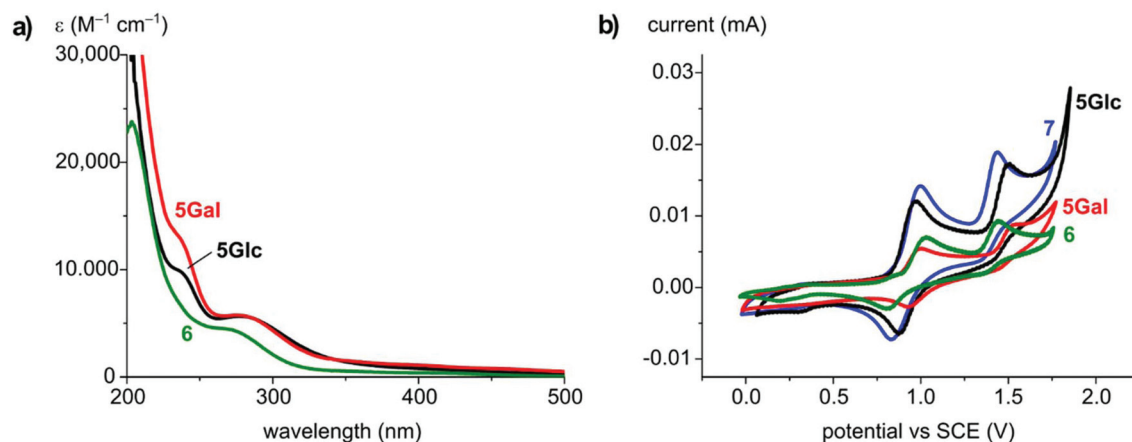 a) ε (M⁻¹ cm⁻¹)
30,000
20,000
10.000
0
5Gal
5Glc
6
200 300 400 500
wavelength (nm)
b) current (mA)
0.03
0.02
0.01
0.00
-0.01
7
5Glc
5Gal
6
0.0 0.5 1.0 1.5 2.0
potential vs SCE (V)